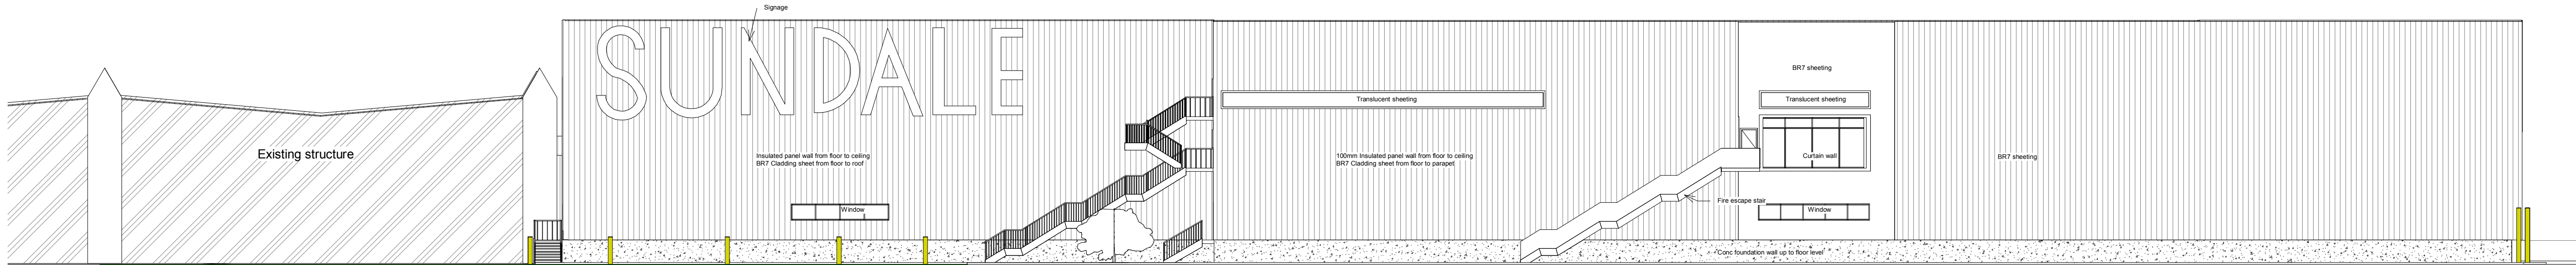 Signage
SUNDALE
BR7 sheeting
Translucent sheeting
Translucent sheeting
Existing structure
Insulated panel wall from floor to ceiling
BR7 Cladding sheet from floor to roof
100mm Insulated panel wall from floor to ceiling
BR7 Cladding sheet from floor to parapet
Curtain wall
BR7 sheeting
Fire escape stair
Window
Window
Conc foundation wall up to floor level